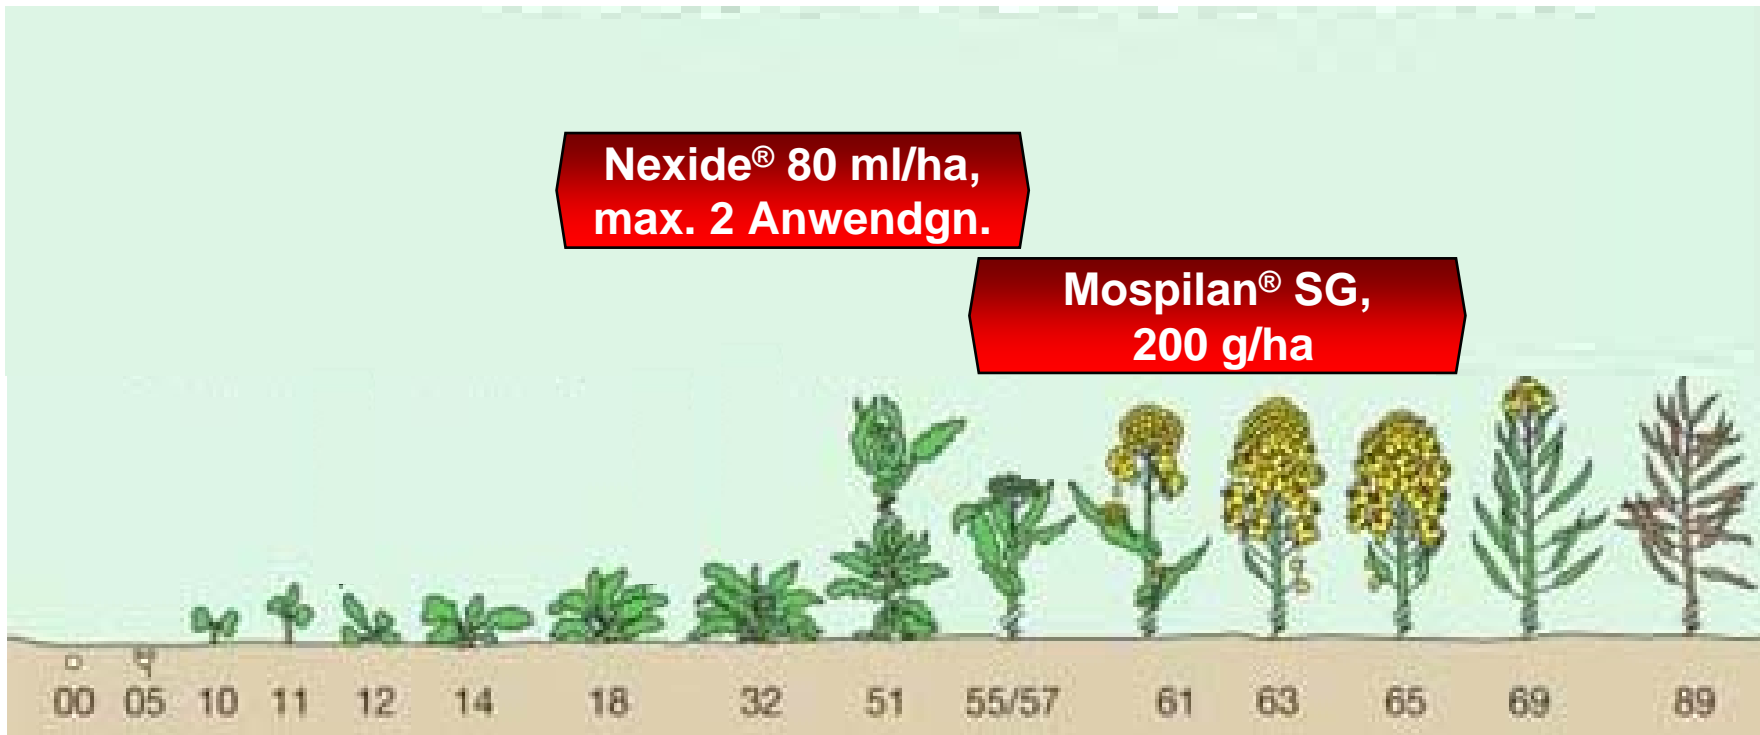 Nexide® 80 ml/ha,
max. 2 Anwendgn.
Mospilan® SG,
200 g/ha
00 05 10 11 12 14 18 32 51 55/57 61 63 65 69 89